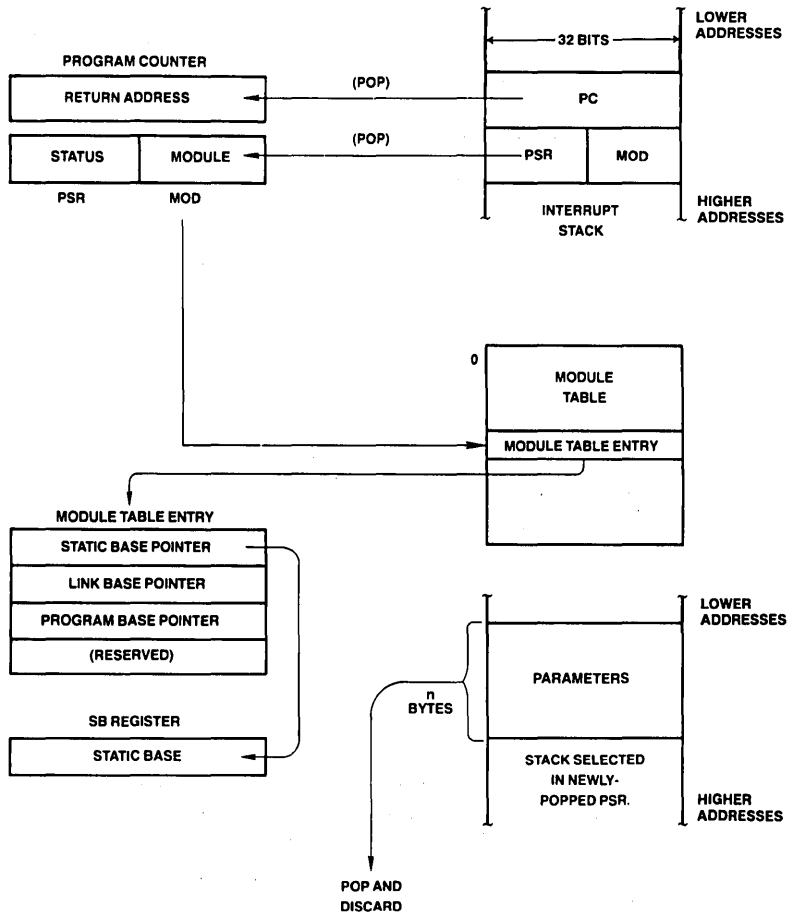 LOWER
ADDRESSES
32 BITS
PROGRAM COUNTER
RETURN ADDRESS
(POP)
PC
STATUS
MODULE
(POP)
PSR
MOD
PSR
MOD
INTERRUPT
STACK
HIGHER
ADDRESSES
0
MODULE
TABLE
MODULE TABLE ENTRY
MODULE TABLE ENTRY
STATIC BASE POINTER
LINK BASE POINTER
PROGRAM BASE POINTER
(RESERVED)
LOWER
ADDRESSES
n
BYTES
PARAMETERS
SB REGISTER
STATIC BASE
STACK SELECTED
IN NEWLY-
POPPED PSR.
HIGHER
ADDRESSES
POP AND
DISCARD